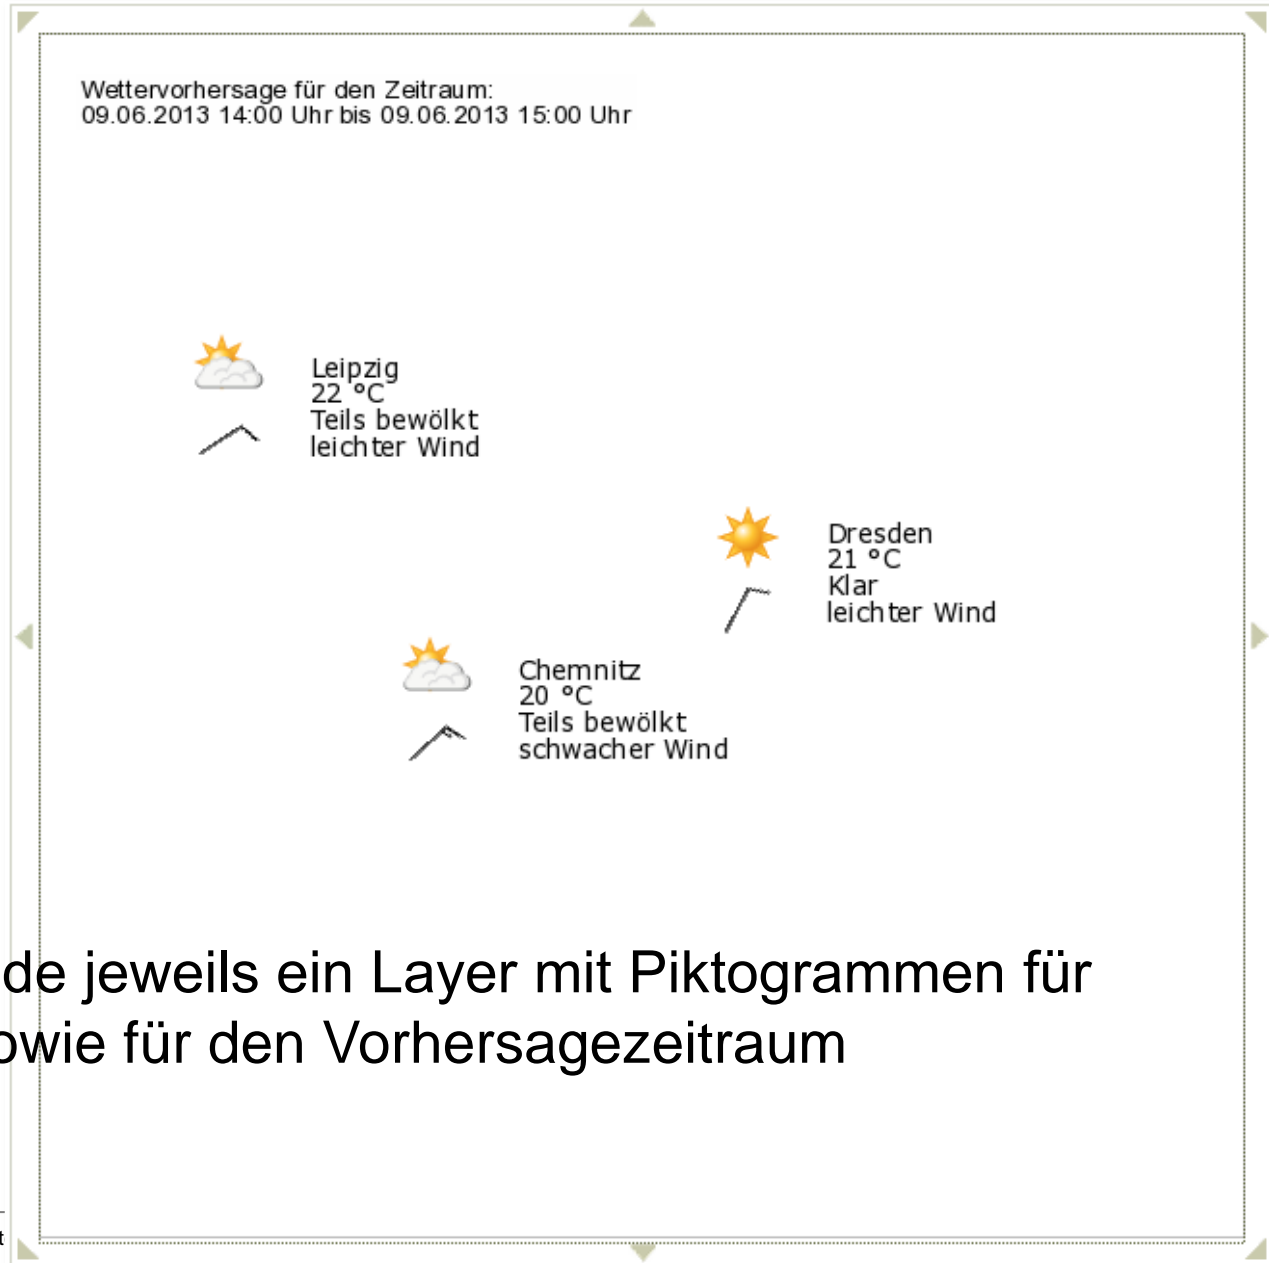 Wettervorhersage für den Zeitraum:
09.06.2013 14:00 Uhr bis 09.06.2013 15:00 Uhr
Leipzig
22 °C
Teils bewölkt
leichter Wind
Dresden
21 °C
Klar
leichter Wind
Chemnitz
20 °C
Teils bewölkt
schwacher Wind
de jeweils ein Layer mit Piktogrammen für
owie für den Vorhersagezeitraum
t